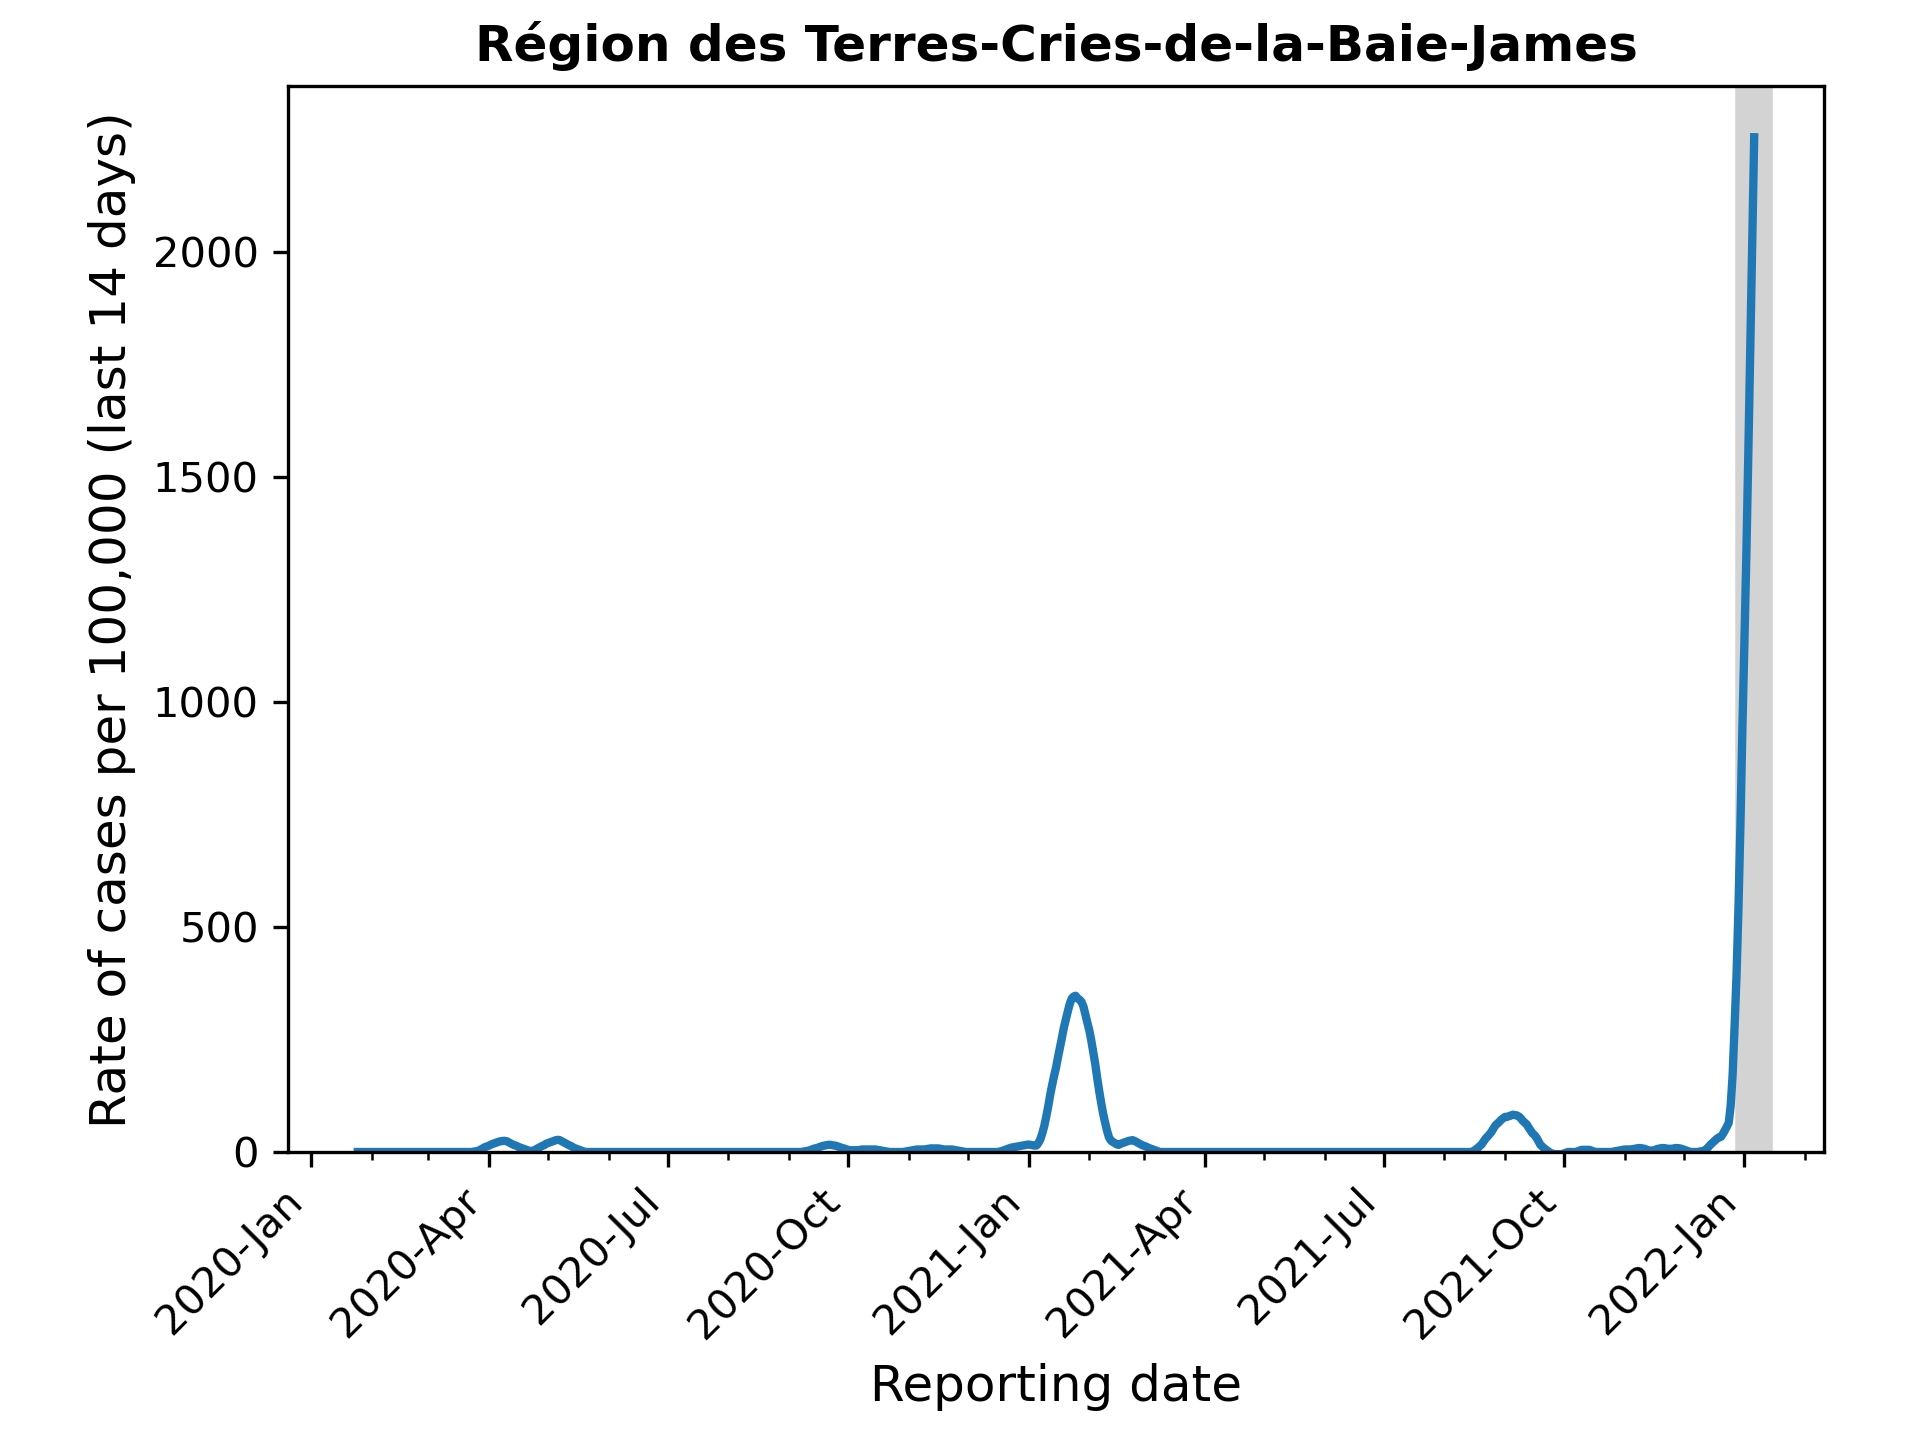 Région des Terres-Cries-de-la-Baie-James
Rate of cases per 100,000 (last 14 days)
2000
1500
1000
500
0
2020-Jan
2020-Apr
2020-Jul
2020-Oct
2021-Jan
2021-Apr
2021-Jul
2021-Oct
2022-Jan
Reporting date